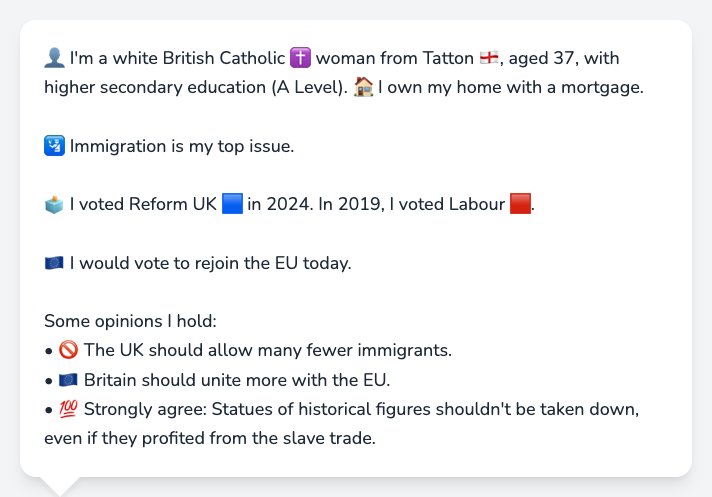 👤 I'm a white British Catholic ✝️ woman from Tatton 🏴󠁧󠁢󠁥󠁮󠁧󠁿, aged 37, with
higher secondary education (A Level). 🏠 I own my home with a mortgage.
🛂 Immigration is my top issue.
🗳️ I voted Reform UK 🟦 in 2024. In 2019, I voted Labour 🟥.
🇪🇺 I would vote to rejoin the EU today.
Some opinions I hold:
• 🚫 The UK should allow many fewer immigrants.
• 🇪🇺 Britain should unite more with the EU.
• 💯 Strongly agree: Statues of historical figures shouldn't be taken down,
even if they profited from the slave trade.